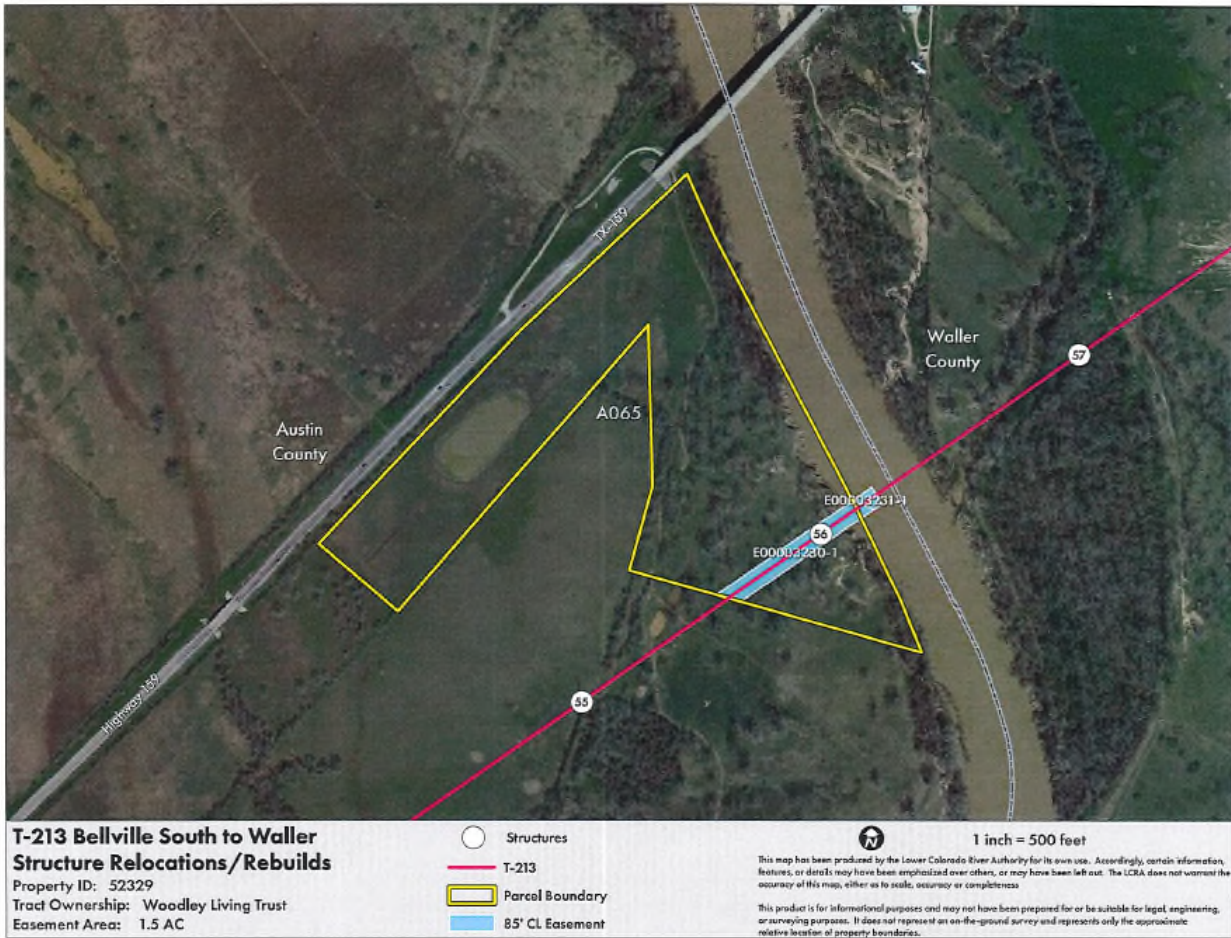 TX-159
Waller
County
57
A065
Austin
County
E00003231-1
56
E00003230-1
55
Highway 159
T-213 Bellville South to Waller
Structure Relocations/Rebuilds
Property ID: 52329
Tract Ownership: Woodley Living Trust
Easement Area: 1.5 AC
Structures
T-213
Parcel Boundary
85' CL Easement
N
1 inch = 500 feet
This map has been produced by the Lower Colorado River Authority for its own use. Accordingly, certain information,
features, or details may have been emphasized over others, or may have been left out. The LCRA does not warrant the
accuracy of this map, either as to scale, accuracy or completeness
This product is for informational purposes and may not have been prepared for or be suitable for legal, engineering,
or surveying purposes. It does not represent an on-the-ground survey and represents only the approximate
relative location of property boundaries.